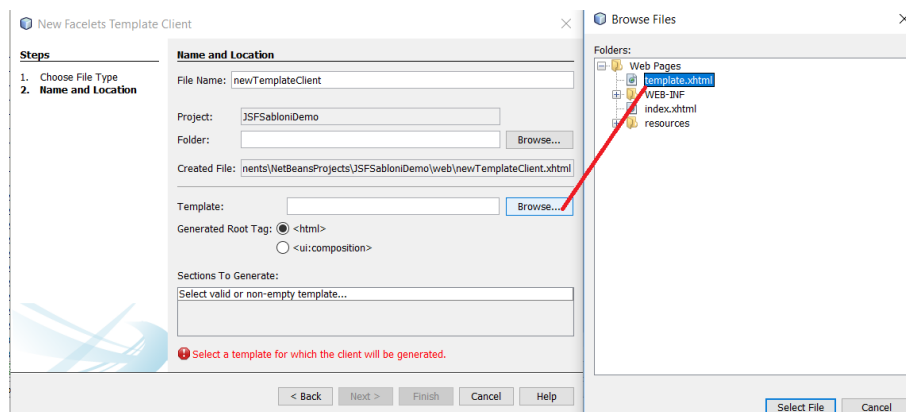 New Facelets Template Client
Steps
1. Choose File Type
2. Name and Location
Name and Location
File Name: newTemplateClient
Project: JSFSabloniDemo
Folder: Browse...
Created File: nents\NetBeansProjects\JSFSabloniDemo\web\newTemplateClient.xhtml
Template: Browse...
Generated Root Tag: <html>
<ui:composition>
Sections To Generate:
Select valid or non-empty template...
Select a template for which the client will be generated.
< Back Next > Finish Cancel Help
Browse Files
Folders:
Web Pages
template.xhtml
WEB-INF
index.xhtml
resources
Select File Cancel